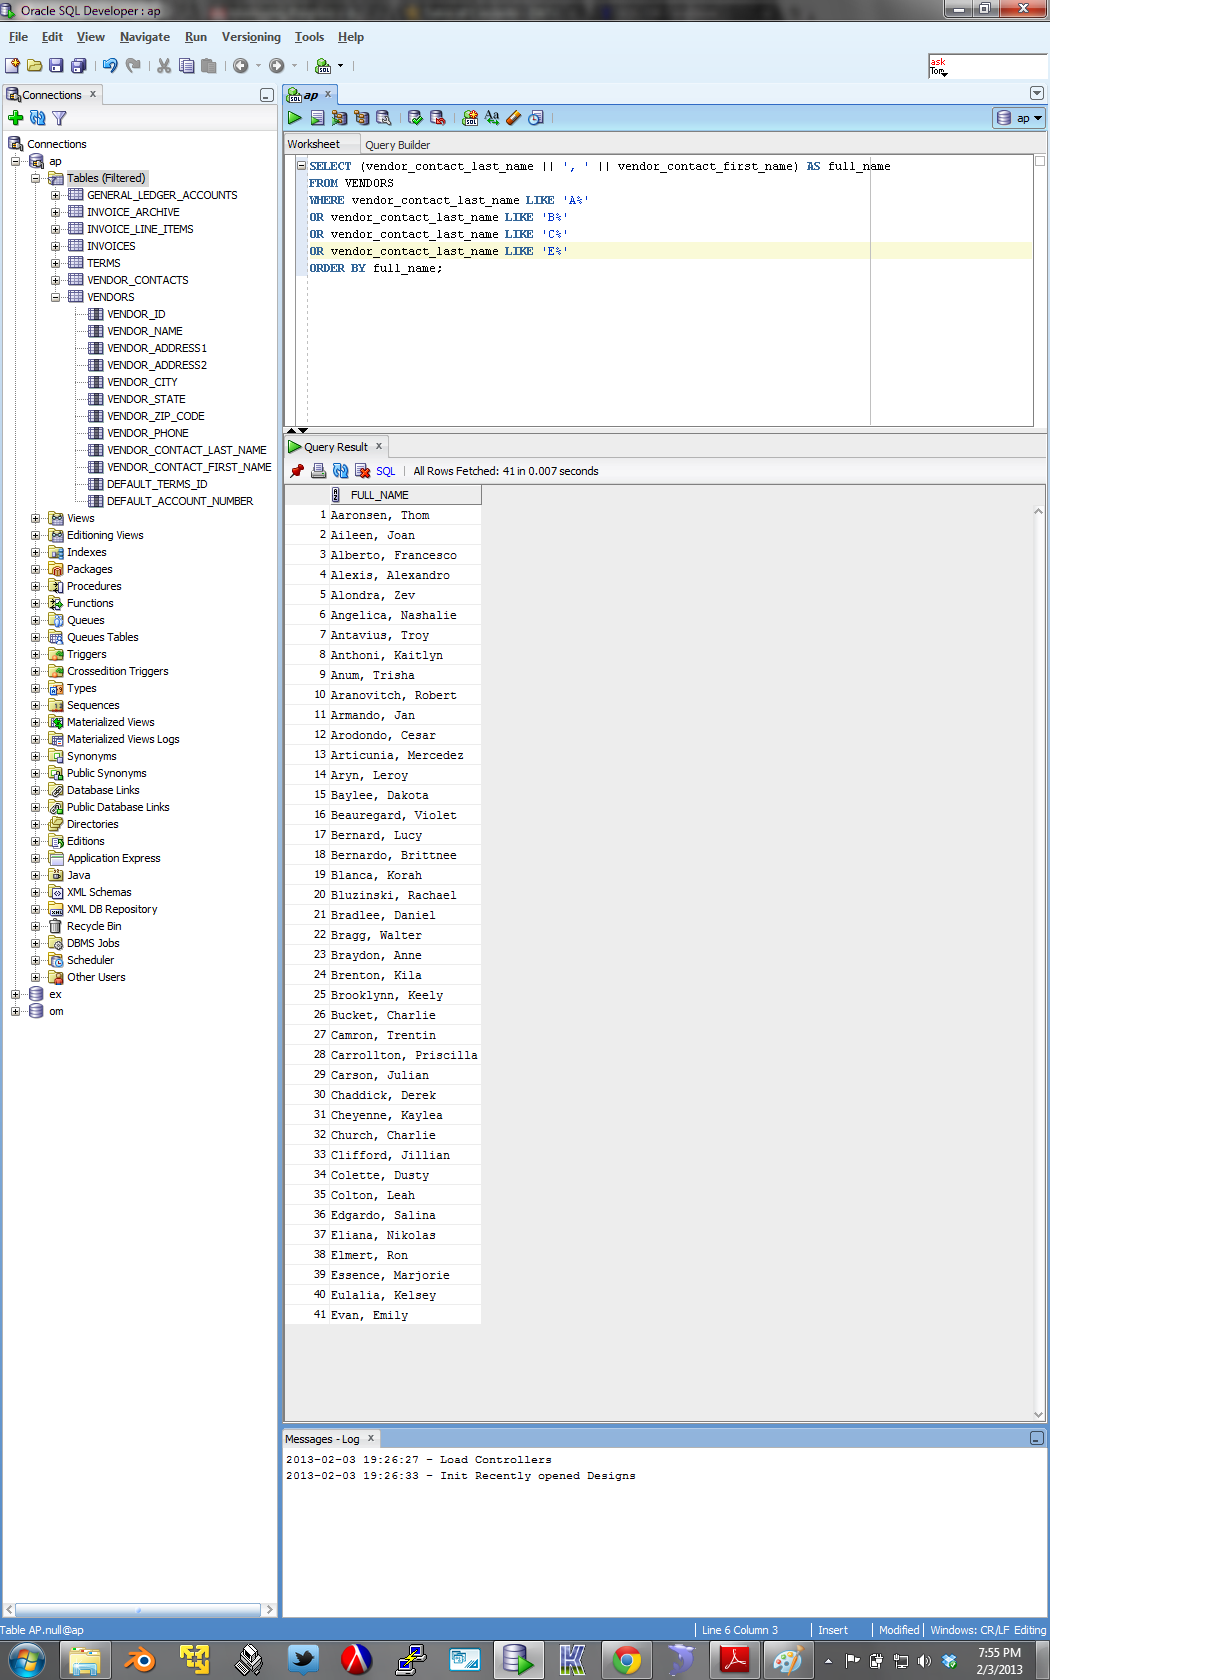 Oracle SQL Developer : ap
File Edit View Navigate Run Versioning Tools Help
ask
Tom
Connections
Connections
ap
Tables (Filtered)
GENERAL_LEDGER_ACCOUNTS
INVOICE_ARCHIVE
INVOICE_LINE_ITEMS
INVOICES
TERMS
VENDOR_CONTACTS
VENDORS
VENDOR_ID
VENDOR_NAME
VENDOR_ADDRESS1
VENDOR_ADDRESS2
VENDOR_CITY
VENDOR_STATE
VENDOR_ZIP_CODE
VENDOR_PHONE
VENDOR_CONTACT_LAST_NAME
VENDOR_CONTACT_FIRST_NAME
DEFAULT_TERMS_ID
DEFAULT_ACCOUNT_NUMBER
Views
Editioning Views
Indexes
Packages
Procedures
Functions
Queues
Queues Tables
Triggers
Crossedition Triggers
Types
Sequences
Materialized Views
Materialized Views Logs
Synonyms
Public Synonyms
Database Links
Public Database Links
Directories
Editions
Application Express
Java
XML Schemas
XML DB Repository
Recycle Bin
DBMS Jobs
Scheduler
Other Users
ex
om
ap
ap
Worksheet Query Builder
SELECT (vendor_contact_last_name || ', ' || vendor_contact_first_name) AS full_name
FROM VENDORS
WHERE vendor_contact_last_name LIKE 'A%'
OR vendor_contact_last_name LIKE 'B%'
OR vendor_contact_last_name LIKE 'C%'
OR vendor_contact_last_name LIKE 'E%'
ORDER BY full_name;
Query Result
SQL | All Rows Fetched: 41 in 0.007 seconds
FULL_NAME
1 Aaronsen, Thom
2 Aileen, Joan
3 Alberto, Francesco
4 Alexis, Alexandro
5 Alondra, Zev
6 Angelica, Nashalie
7 Antavius, Troy
8 Anthoni, Kaitlyn
9 Anum, Trisha
10 Aranovitch, Robert
11 Armando, Jan
12 Arodondo, Cesar
13 Articunia, Mercedez
14 Aryn, Leroy
15 Baylee, Dakota
16 Beauregard, Violet
17 Bernard, Lucy
18 Bernardo, Brittnee
19 Blanca, Korah
20 Bluzinski, Rachael
21 Bradlee, Daniel
22 Bragg, Walter
23 Braydon, Anne
24 Brenton, Kila
25 Brooklynn, Keely
26 Bucket, Charlie
27 Camron, Trentin
28 Carrollton, Priscilla
29 Carson, Julian
30 Chaddick, Derek
31 Cheyenne, Kaylea
32 Church, Charlie
33 Clifford, Jillian
34 Colette, Dusty
35 Colton, Leah
36 Edgardo, Salina
37 Eliana, Nikolas
38 Elmert, Ron
39 Essence, Marjorie
40 Eulalia, Kelsey
41 Evan, Emily
Messages - Log
2013-02-03 19:26:27 - Load Controllers
2013-02-03 19:26:33 - Init Recently opened Designs
Table AP.null@ap
Line 6 Column 3 Insert Modified Windows: CR/LF Editing
7:55 PM
2/3/2013